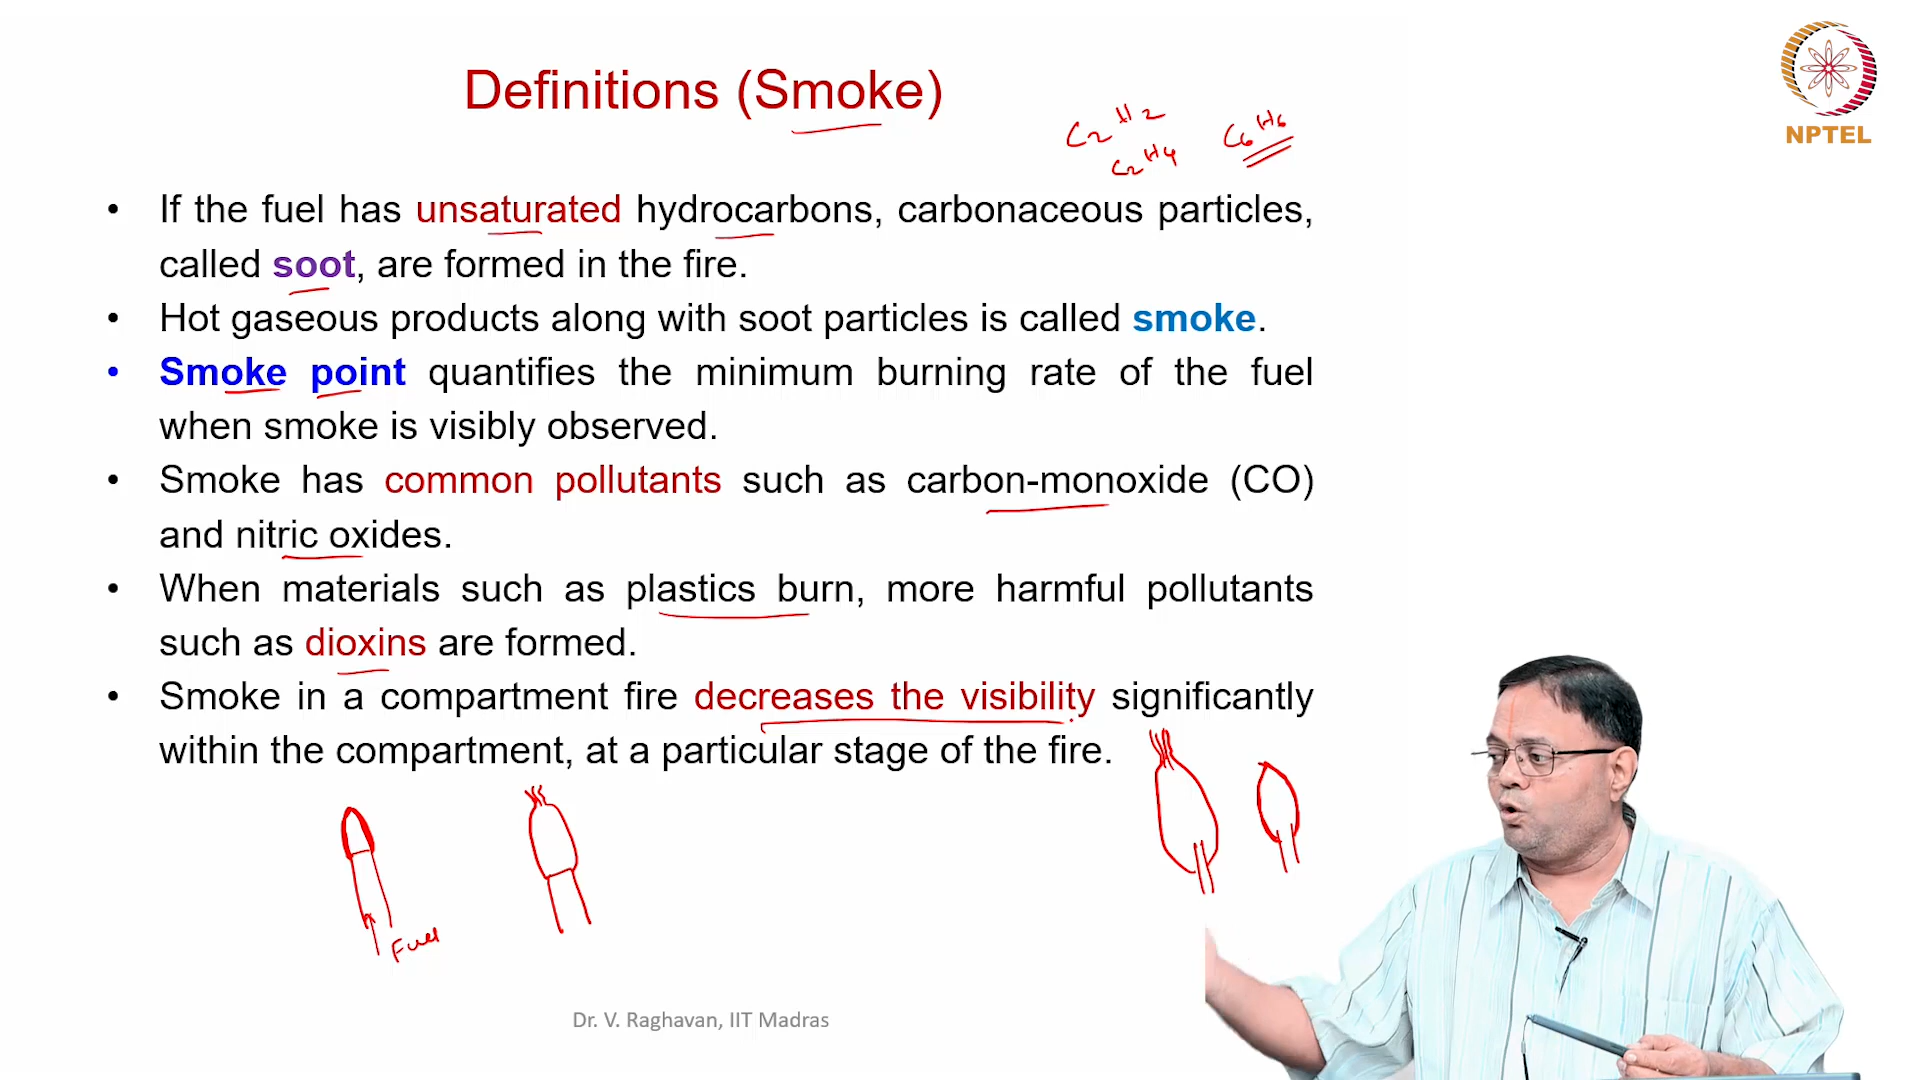 Definitions (Smoke)
C2H2
C2H4
C6H6
NPTEL
• If the fuel has unsaturated hydrocarbons, carbonaceous particles,
called soot, are formed in the fire.
• Hot gaseous products along with soot particles is called smoke.
• Smoke point quantifies the minimum burning rate of the fuel
when smoke is visibly observed.
• Smoke has common pollutants such as carbon-monoxide (CO)
and nitric oxides.
• When materials such as plastics burn, more harmful pollutants
such as dioxins are formed.
• Smoke in a compartment fire decreases the visibility significantly
within the compartment, at a particular stage of the fire.
Fuel
Dr. V. Raghavan, IIT Madras